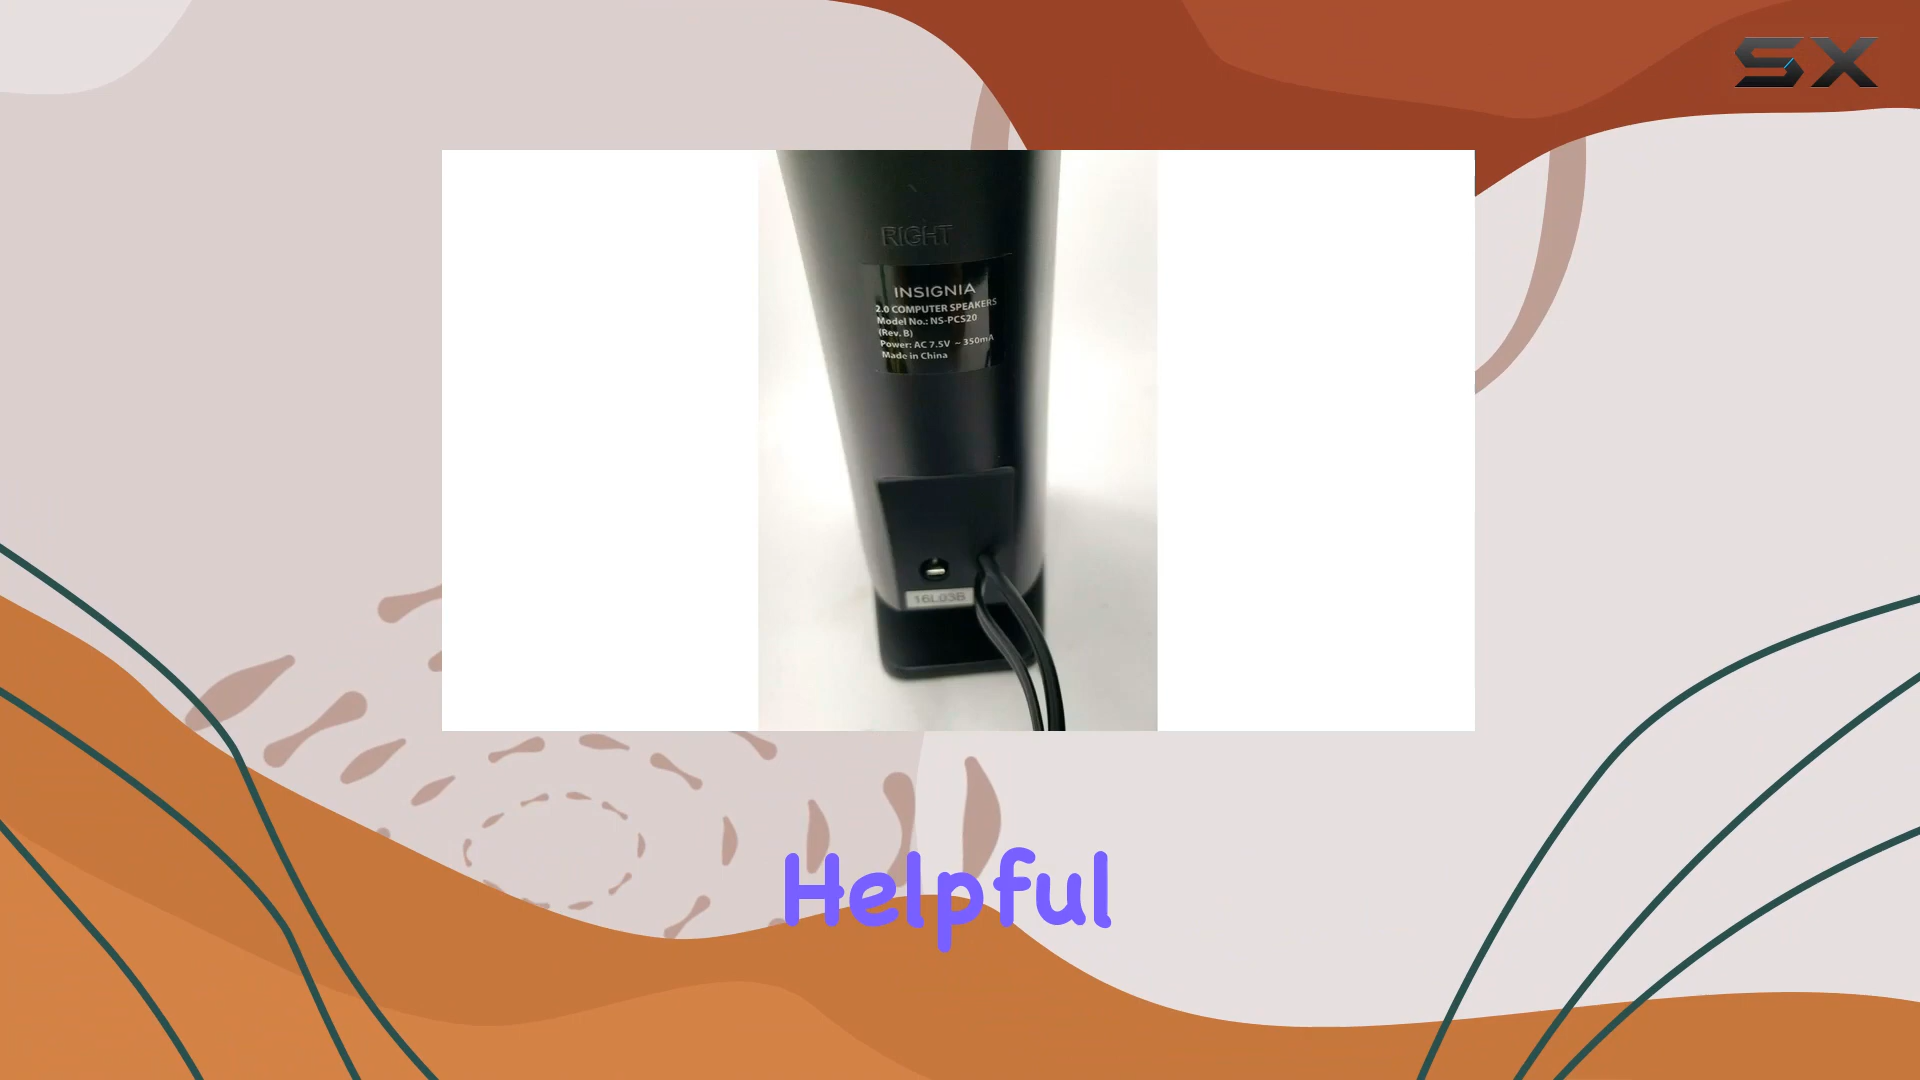 SX
RIGHT
INSIGNIA
2.0 COMPUTER SPEAKERS
Model No.: NS-PCS20
(Rev. B)
Power: AC 7.5V ~ 350mA
Made in China
16L03B
Helpful